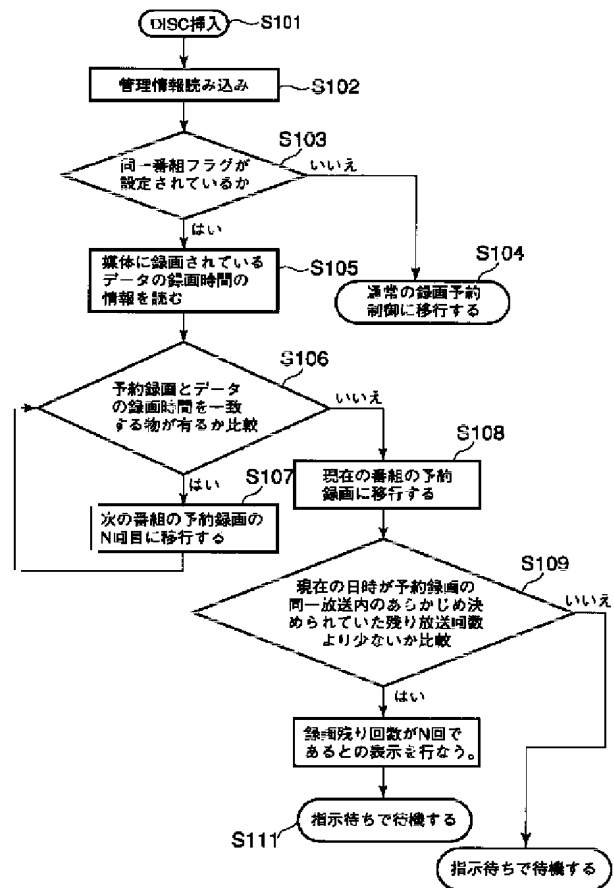 DISC挿入
S101
管理情報読み込み
S102
S103
同一番組フラグが
設定されているか
いいえ
はい
媒体に録画されている
データの録画時間の
情報を読む
S105
S104
通常の録画予約
制御に移行する
S106
予約録画とデータ
の録画時間を一致
する物が有るか比較
いいえ
はい
S107
次の番組の予約録画の
N回目に移行する
S108
現在の番組の予約
録画に移行する
S109
現在の日時が予約録画の
同一放送内のあらかじめ決
められていた残り放送回数
より少ないか比較
いいえ
はい
録画残り回数がN回で
あるとの表示を行なう。
指示待ちで待機する
S111
指示待ちで待機する